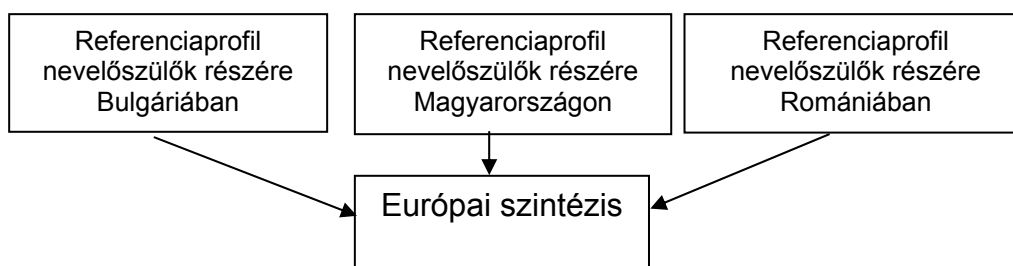 Referenciaprofil
nevelőszülők részére
Bulgáriában
Referenciaprofil
nevelőszülők részére
Magyarországon
Referenciaprofil
nevelőszülők részére
Romániában
Európai szintézis